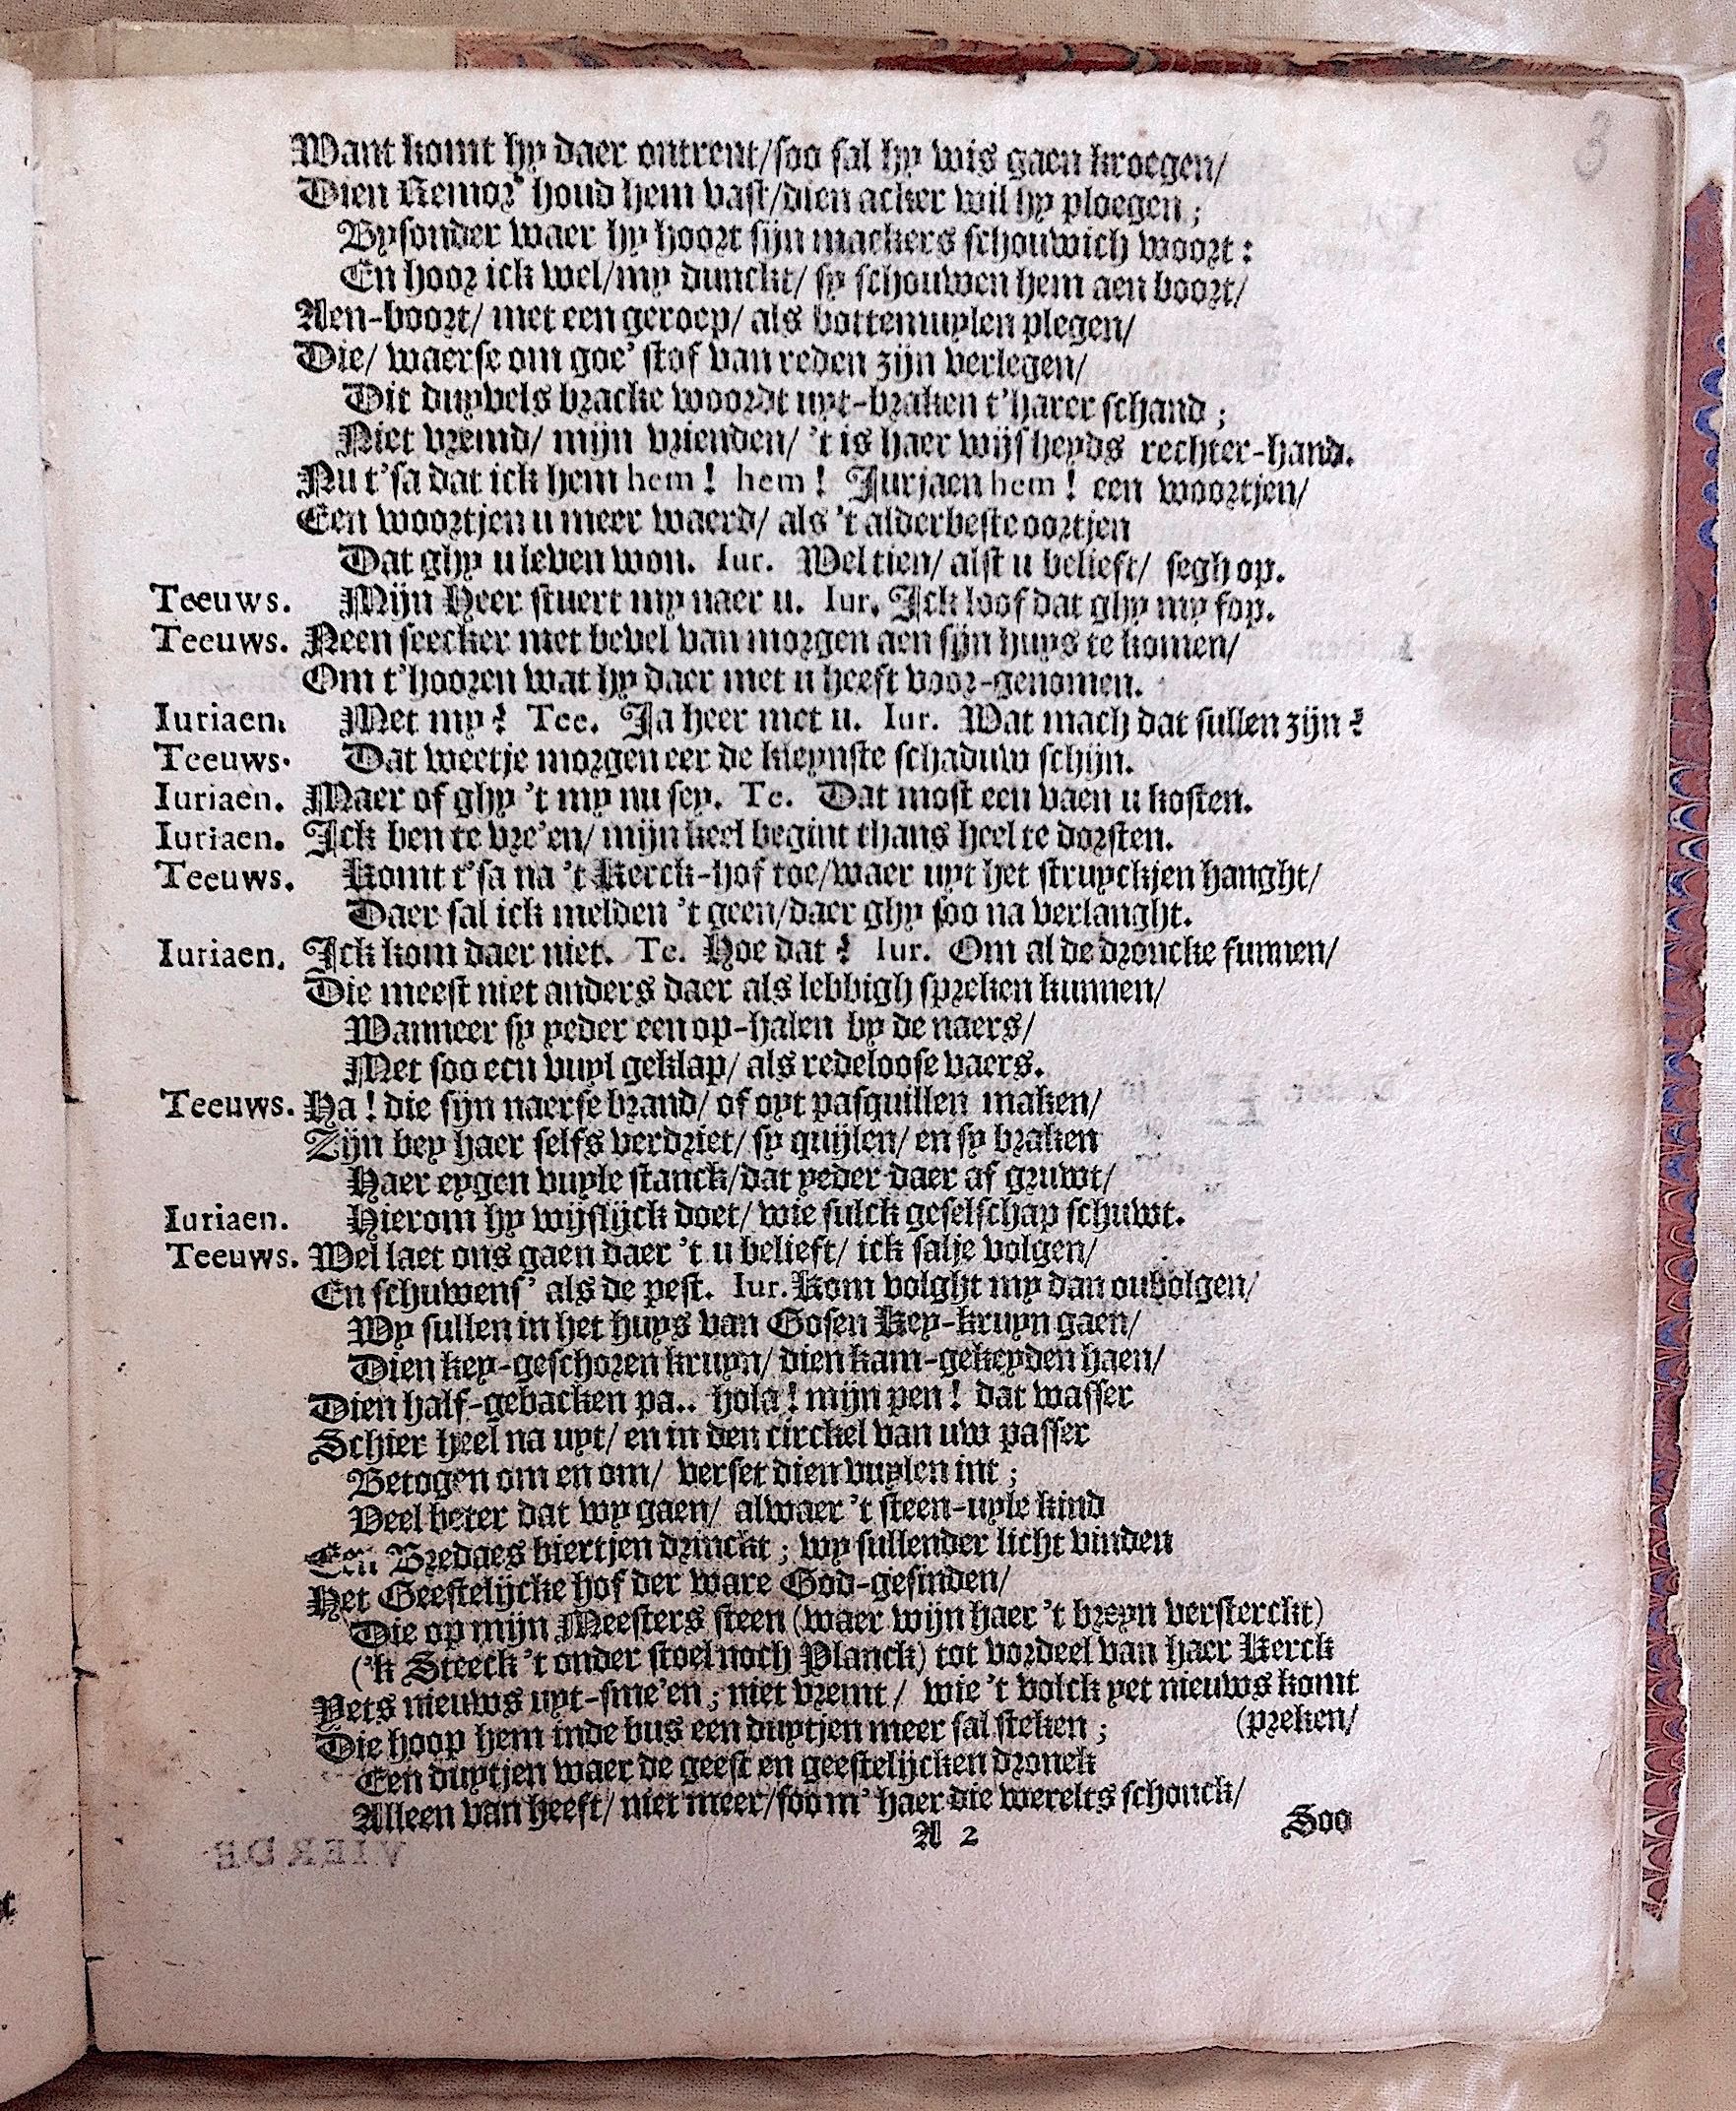 3
Want komt hy daer ontrent/soo sal hy wis gaen kroegen/
Dien Remor' houd hem vast/dien acker wil hy ploegen;
Bysonder waer hy hoort sijn mackers schouwich woort:
En hoor ick wel/my dunckt/ sy schouwen hem aen boort/
Aen-boort/ met een geroep/ als bottemuylen plegen/
Die/ waerse om goe' stof van reden zijn verlegen/
Dit duyvels bracke woordt uyt-braken t'harer schand;
Niet vremd/ mijn vrienden/ 't is haer wijsheyds rechter-hand.
Nu t'sa dat ick hem hem! hem! Jurjaen hem! een woortjen/
Een woortjen u meer waerd/ als 't alderbeste oortjen
Dat ghy u leven won. Iur. Wel tien/ alst u belieft/ segh op.
Teeuws. Mijn Heer stuert my naer u. Iur. Ick loof dat ghy my fop.
Teeuws. Neen seecker met bevel van morgen aen sijn huys te komen/
Om t'hooren wat hy daer met u heeft voor-genomen.
Iuriaen. Met my? Tee. Ja heer met u. Iur. Wat mach dat sullen zijn?
Teeuws. Dat weetje morgen eer de kleynste schaduw schijn.
Iuriaen. Maer of ghy 't my nu sey. Te. Dat most een vaen u kosten.
Iuriaen. Ick ben te vre'en/ mijn keel begint thans heel te dorsten.
Teeuws. Komt t'sa na 't Kerck-hof toe/waer uyt het struyckjen hanght/
Daer sal ick melden 't geen/daer ghy soo na verlanght.
Iuriaen. Ick kom daer niet. Te. Hoe dat? Iur. Om al de droncke funnen/
Die meest niet anders daer als lebbigh spreken kunnen/
Wanneer sy yeder een op-halen by de naers/
Met soo een vuyl geklap/ als redeloose vaers.
Teeuws. Ha! die sijn naerse brand/ of oyt pasquillen maken/
Zijn bey haer selfs verdriet/ sy quijlen/ en sy braken
Haer eygen vuyle stanck/dat yeder daer af gruwt/
Iuriaen. Hierom hy wijslijck doet/ wie sulck geselschap schuwt.
Teeuws. Wel laet ons gaen daer 't u belieft/ ick salje volgen/
En schuwens' als de pest. Iur. Kom volght my dan onbolgen/
Wy sullen in het huys van Gosen Key-kruyn gaen/
Dien key-geschoren kruyn/ dien kam-gekeyden haen/
Dien half-gebacken pa.. hola! mijn pen! dat wasser
Schier heel na uyt/ en in den circkel van uw passer
Betogen om en om/ verset dien vuylen int;
Veel beter dat wy gaen/ alwaer 't steen-uyle kind
Een Bredaes biertjen drinckt; wy sullender licht vinden
Het Geestelijcke hof der ware God-gesinden/
Die op mijn Meesters steen (waer wijn haer 't breyn versterckt)
('k Steeck 't onder stoel noch Planck) tot vordeel van haer Kerck
Yets nieuws uyt-sme'en; niet vremt/ wie 't volck yet nieuws komt
Die hoop hem inde bus een duytjen meer sal steken; (preken/
Een duytjen waer de geest en geestelijcken dronck
Alleen van heeft/ niet meer/soo m' haer die werelts schonck/
A 2 Soo